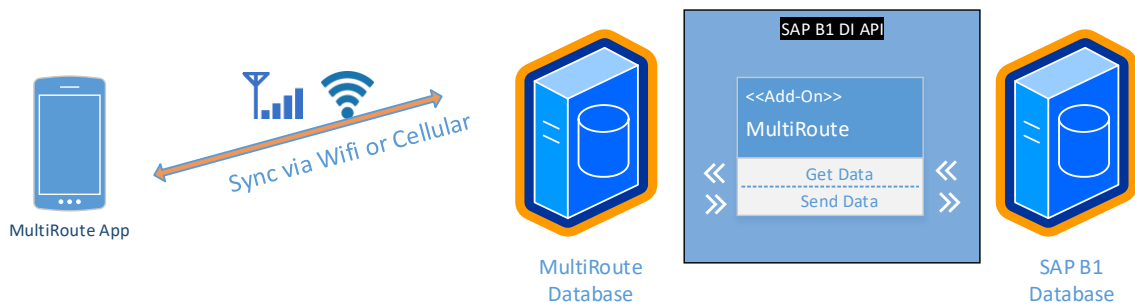 SAP B1 DI API
<<Add-On>>
MultiRoute
Get Data
Send Data
Sync via Wifi or Cellular
MultiRoute App
MultiRoute
Database
SAP B1
Database